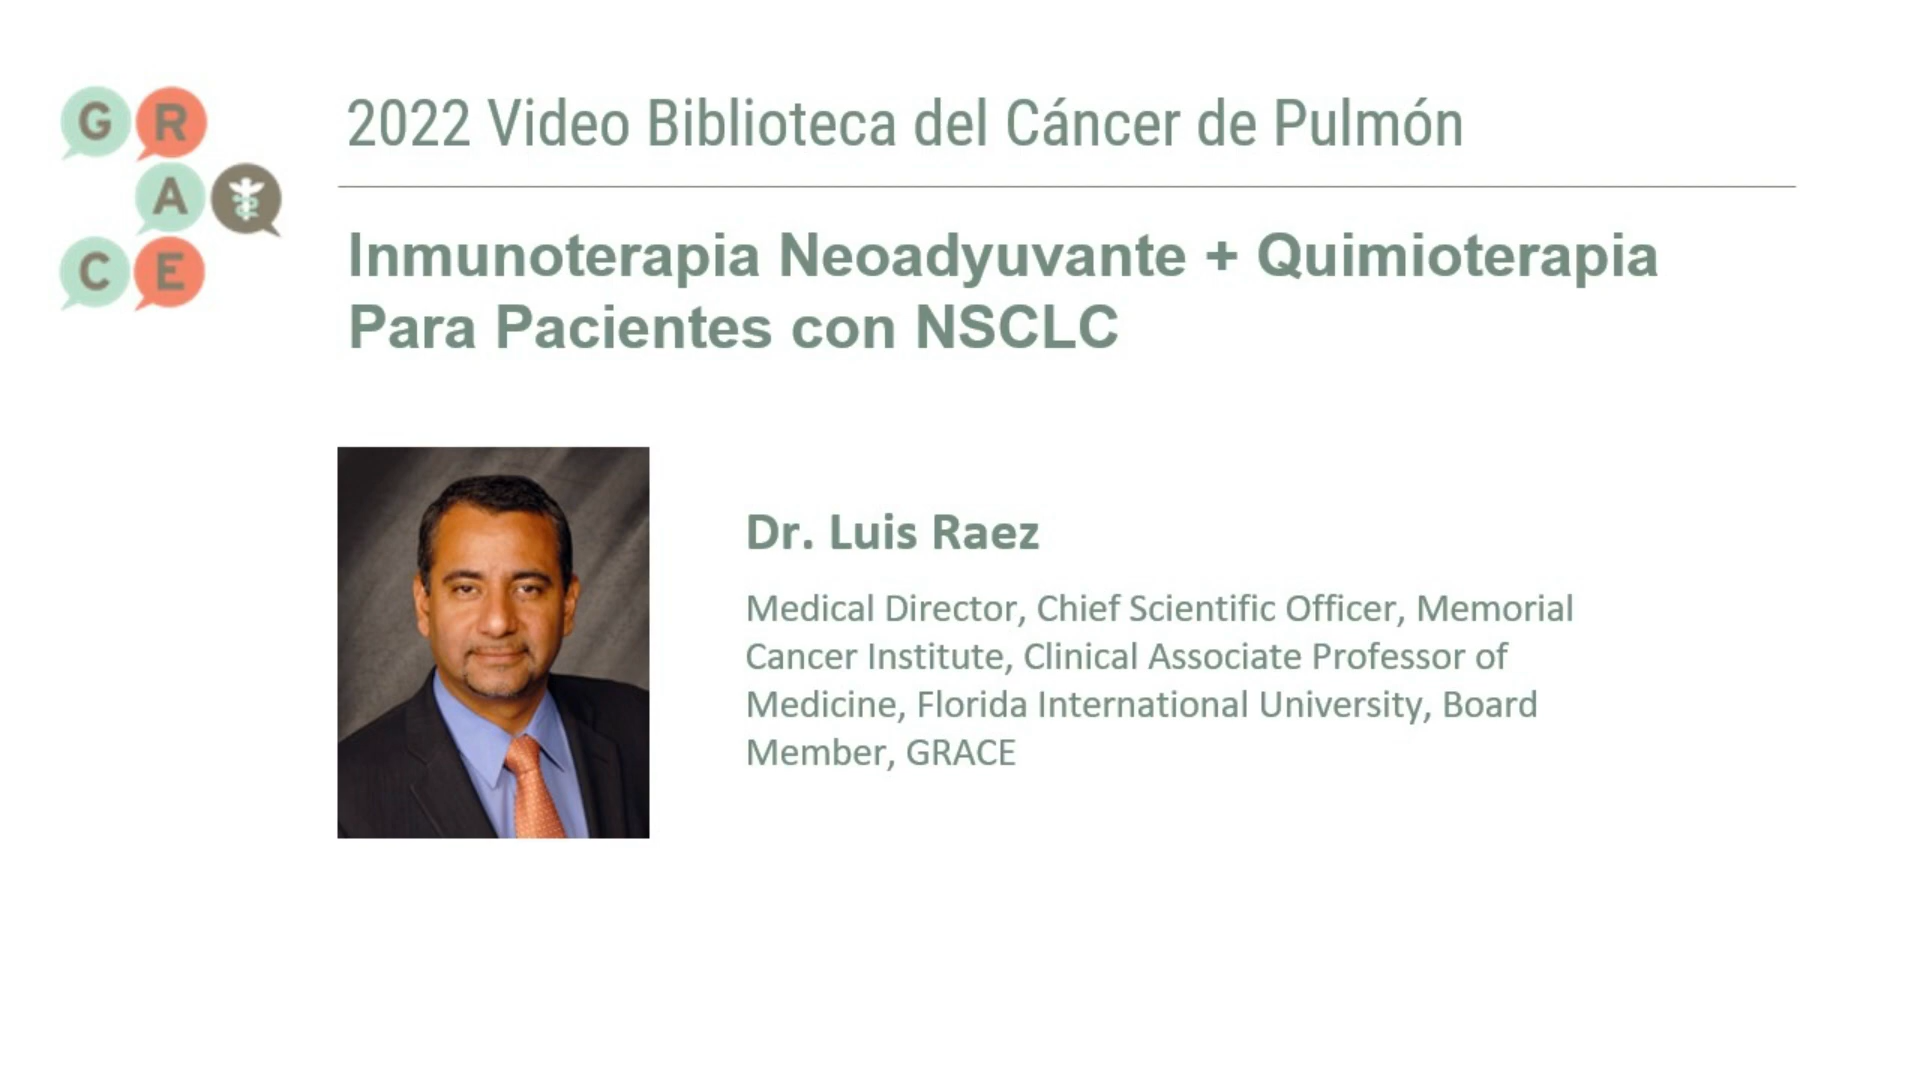 GRACE
2022 Video Biblioteca del Cáncer de Pulmón
Inmunoterapia Neoadyuvante + Quimioterapia
Para Pacientes con NSCLC
Dr. Luis Raez
Medical Director, Chief Scientific Officer, Memorial
Cancer Institute, Clinical Associate Professor of
Medicine, Florida International University, Board
Member, GRACE